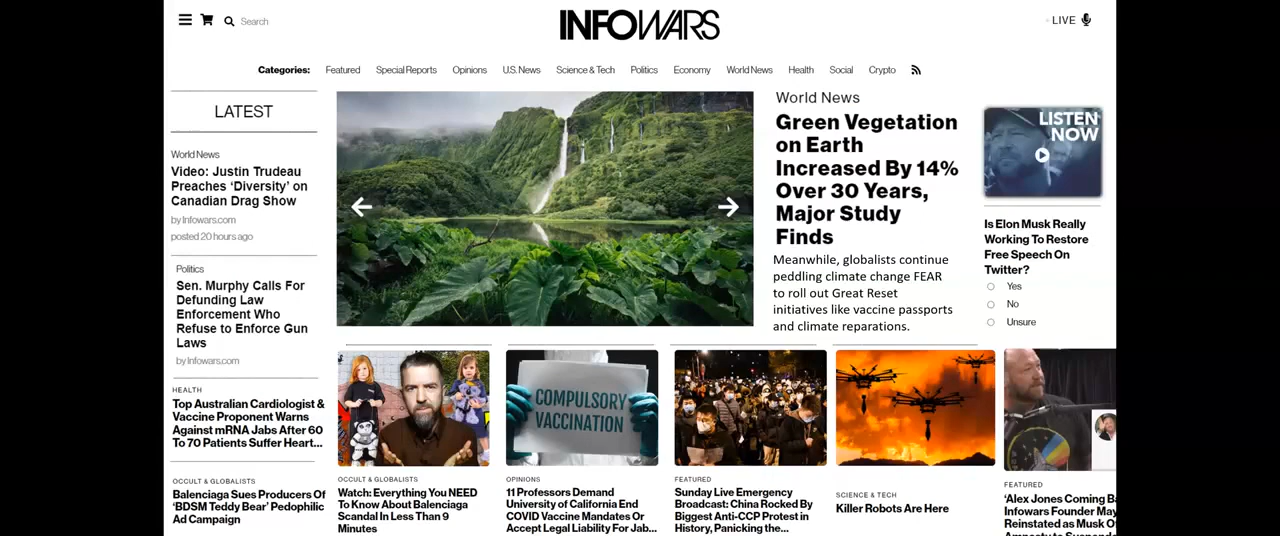 Search
INFOWARS
LIVE
Categories:
Featured
Special Reports
Opinions
U.S. News
Science & Tech
Politics
Economy
World News
Health
Social
Crypto
LATEST
World News
Video: Justin Trudeau
Preaches ‘Diversity’ on
Canadian Drag Show
by Infowars.com
posted 20 hours ago
Politics
Sen. Murphy Calls For
Defunding Law
Enforcement Who
Refuse to Enforce Gun
Laws
by Infowars.com
HEALTH
Top Australian Cardiologist &
Vaccine Proponent Warns
Against mRNA Jabs After 60
To 70 Patients Suffer Heart...
OCCULT & GLOBALISTS
Balenciaga Sues Producers Of
‘BDSM Teddy Bear’ Pedophilic
Ad Campaign
World News
Green Vegetation
on Earth
Increased By 14%
Over 30 Years,
Major Study
Finds
Meanwhile, globalists continue
peddling climate change FEAR
to roll out Great Reset
initiatives like vaccine passports
and climate reparations.
LISTEN
NOW
Is Elon Musk Really
Working To Restore
Free Speech On
Twitter?
Yes
No
Unsure
OCCULT & GLOBALISTS
Watch: Everything You NEED
To Know About Balenciaga
Scandal In Less Than 9
Minutes
COMPULSORY
VACCINATION
OPINIONS
11 Professors Demand
University of California End
COVID Vaccine Mandates Or
Accept Legal Liability For Jab...
FEATURED
Sunday Live Emergency
Broadcast: China Rocked By
Biggest Anti-CCP Protest in
History, Panicking the...
SCIENCE & TECH
Killer Robots Are Here
FEATURED
‘Alex Jones Coming Ba
Infowars Founder May
Reinstated as Musk O